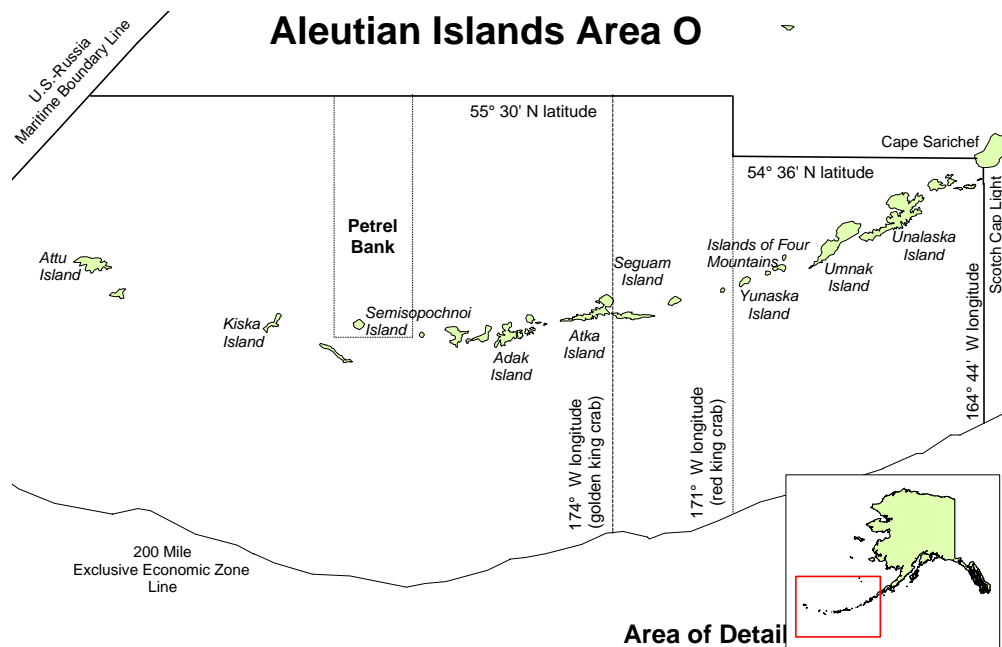 Aleutian Islands Area O
U.S.-Russia
Maritime Boundary Line
55° 30' N latitude
Cape Sarichef
54° 36' N latitude
Scotch Cap Light
Petrel
Bank
Attu
Island
Kiska
Island
Semisopochnoi
Island
Adak
Island
Atka
Island
Seguam
Island
Islands of Four
Mountains
Yunaska
Island
Umnak
Island
Unalaska
Island
164° 44' W longitude
174° W longitude
(golden king crab)
171° W longitude
(red king crab)
200 Mile
Exclusive Economic Zone
Line
Area of Detail